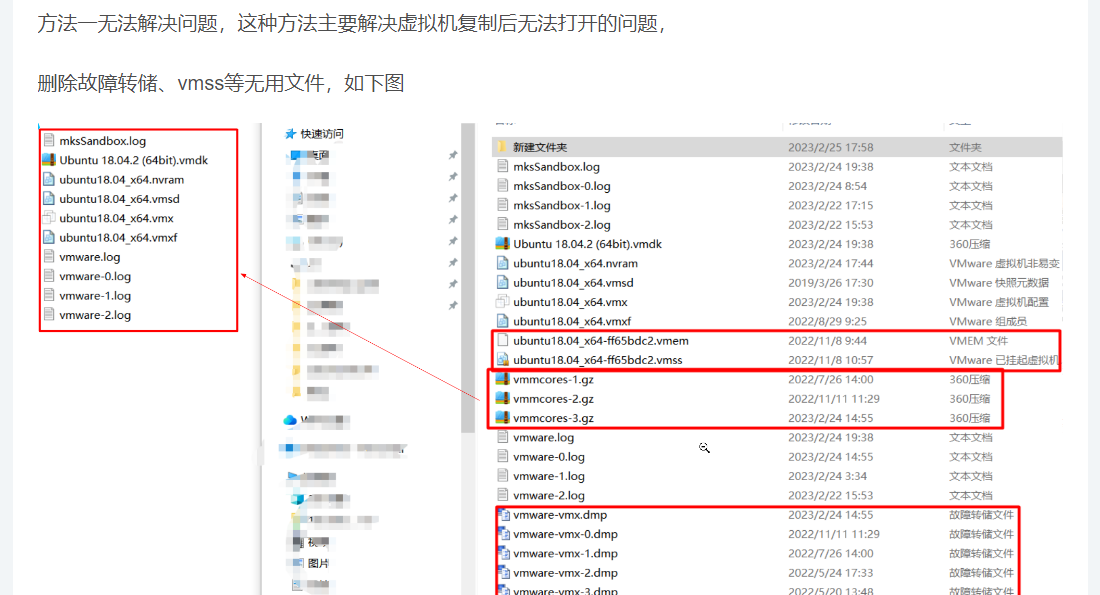 方法一无法解决问题，这种方法主要解决虚拟机复制后无法打开的问题，
删除故障转储、vmss等无用文件，如下图
mksSandbox.log
Ubuntu 18.04.2 (64bit).vmdk
ubuntu18.04_x64.nvram
ubuntu18.04_x64.vmsd
ubuntu18.04_x64.vmx
ubuntu18.04_x64.vmxf
vmware.log
vmware-0.log
vmware-1.log
vmware-2.log
快速访问
图片
新建文件夹 2023/2/25 17:58 文件夹
mksSandbox.log 2023/2/24 19:38 文本文档
mksSandbox-0.log 2023/2/24 8:54 文本文档
mksSandbox-1.log 2022/2/22 17:15 文本文档
mksSandbox-2.log 2022/2/22 15:53 文本文档
Ubuntu 18.04.2 (64bit).vmdk 2023/2/24 19:38 360压缩
ubuntu18.04_x64.nvram 2023/2/24 17:44 VMware 虚拟机非易变
ubuntu18.04_x64.vmsd 2019/3/26 17:30 VMware 快照元数据
ubuntu18.04_x64.vmx 2023/2/24 19:38 VMware 虚拟机配置
ubuntu18.04_x64.vmxf 2022/8/29 9:25 VMware 组成员
ubuntu18.04_x64-ff65bdc2.vmem 2022/11/8 9:44 VMEM 文件
ubuntu18.04_x64-ff65bdc2.vmss 2022/11/8 10:57 VMware 已挂起虚拟机
vmmcores-1.gz 2022/7/26 14:00 360压缩
vmmcores-2.gz 2022/11/11 11:29 360压缩
vmmcores-3.gz 2023/2/24 14:55 360压缩
vmware.log 2023/2/24 19:38 文本文档
vmware-0.log 2023/2/24 14:55 文本文档
vmware-1.log 2023/2/24 3:34 文本文档
vmware-2.log 2022/2/22 15:53 文本文档
vmware-vmx.dmp 2023/2/24 14:55 故障转储文件
vmware-vmx-0.dmp 2022/11/11 11:29 故障转储文件
vmware-vmx-1.dmp 2022/7/26 14:00 故障转储文件
vmware-vmx-2.dmp 2022/5/24 17:33 故障转储文件
vmware-vmx-3.dmp 2022/5/20 13:48 故障转储文件